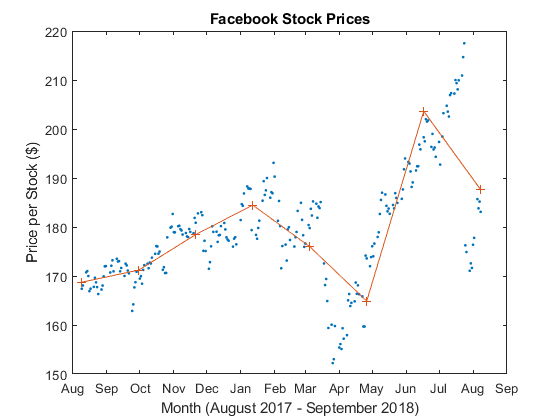 Facebook Stock Prices
Price per Stock ($)
220
210
200
190
180
170
160
150
Aug Sep Oct Nov Dec Jan Feb Mar Apr May Jun Jul Aug Sep
Month (August 2017 - September 2018)